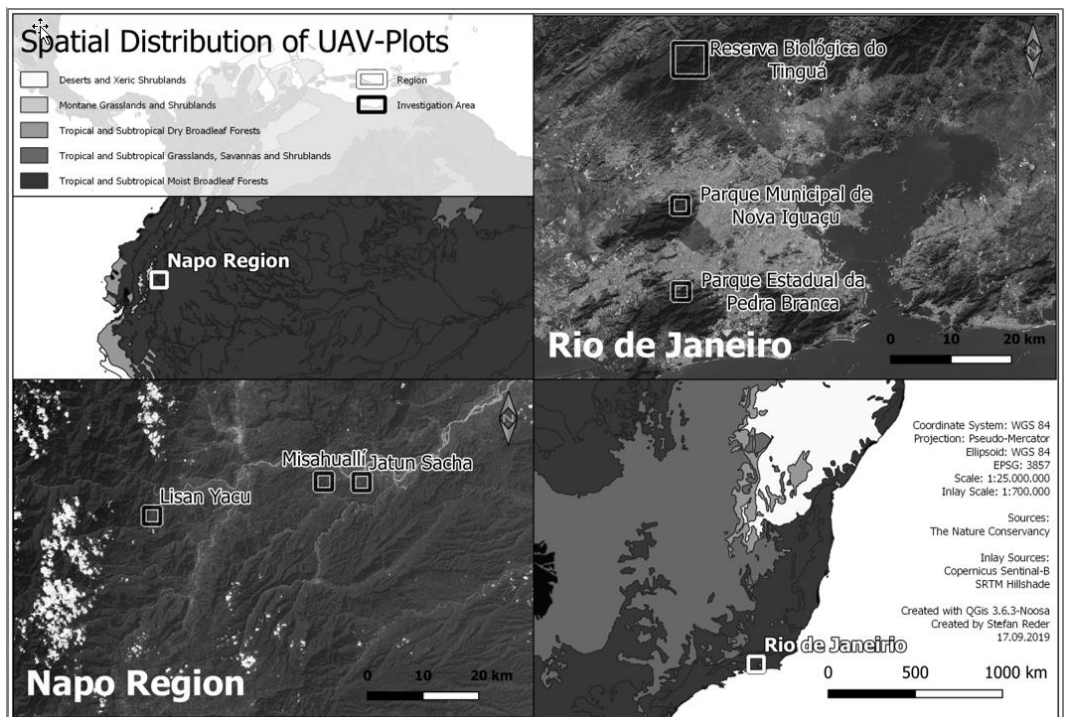 Spatial Distribution of UAV-Plots
Deserts and Xeric Shrublands
Montane Grasslands and Shrublands
Tropical and Subtropical Dry Broadleaf Forests
Tropical and Subtropical Grasslands, Savannas and Shrublands
Tropical and Subtropical Moist Broadleaf Forests
Region
Investigation Area
Napo Region
Reserva Biológica do
Tinguá
N
Parque Municipal de
Nova Iguaçu
Parque Estadual da
Pedra Branca
Rio de Janeiro
0 10 20 km
N
Misahuallí
Jatun Sacha
Lisan Yacu
Napo Region
0 10 20 km
Coordinate System: WGS 84
Projection: Pseudo-Mercator
Ellipsoid: WGS 84
EPSG: 3857
Scale: 1:25.000.000
Inlay Scale: 1:700.000
Sources:
The Nature Conservancy
Inlay Sources:
Copernicus Sentinal-B
SRTM Hillshade
Created with QGis 3.6.3-Noosa
Created by Stefan Reder
17.09.2019
Rio de Janeirio
0 500 1000 km